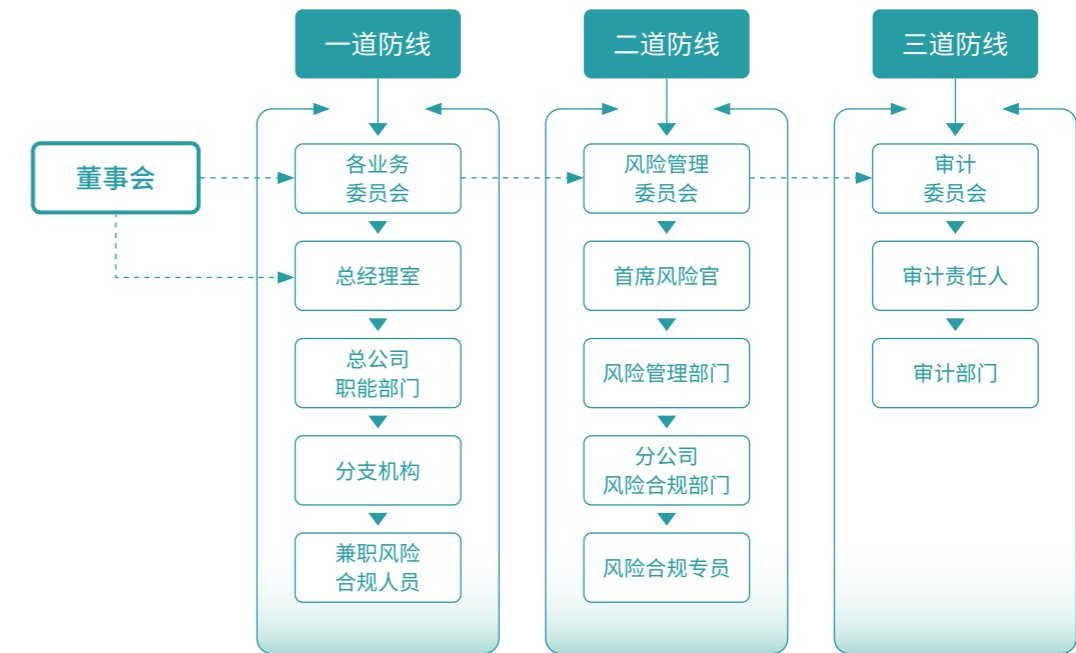 一道防线
二道防线
三道防线
董事会
各业务
委员会
总经理室
总公司
职能部门
分支机构
兼职风险
合规人员
风险管理
委员会
首席风险官
风险管理部门
分公司
风险合规部门
风险合规专员
审计
委员会
审计责任人
审计部门